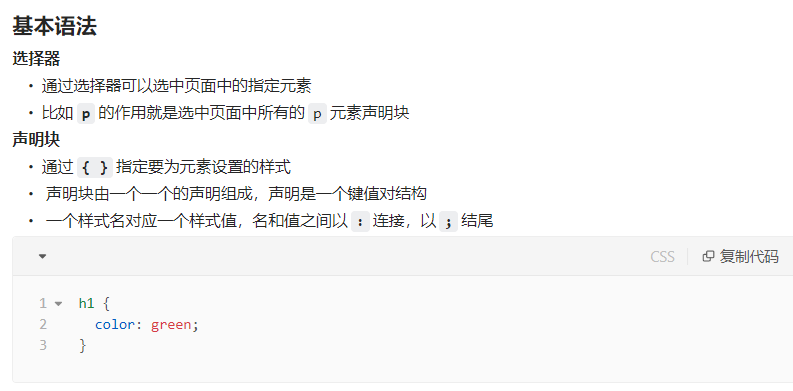 基本语法
选择器
• 通过选择器可以选中页面中的指定元素
• 比如 p 的作用就是选中页面中所有的 p 元素声明块
声明块
• 通过 { } 指定要为元素设置的样式
• 声明块由一个一个的声明组成，声明是一个键值对结构
• 一个样式名对应一个样式值，名和值之间以 : 连接，以 ; 结尾
CSS 复制代码
1 h1 {
2   color: green;
3 }